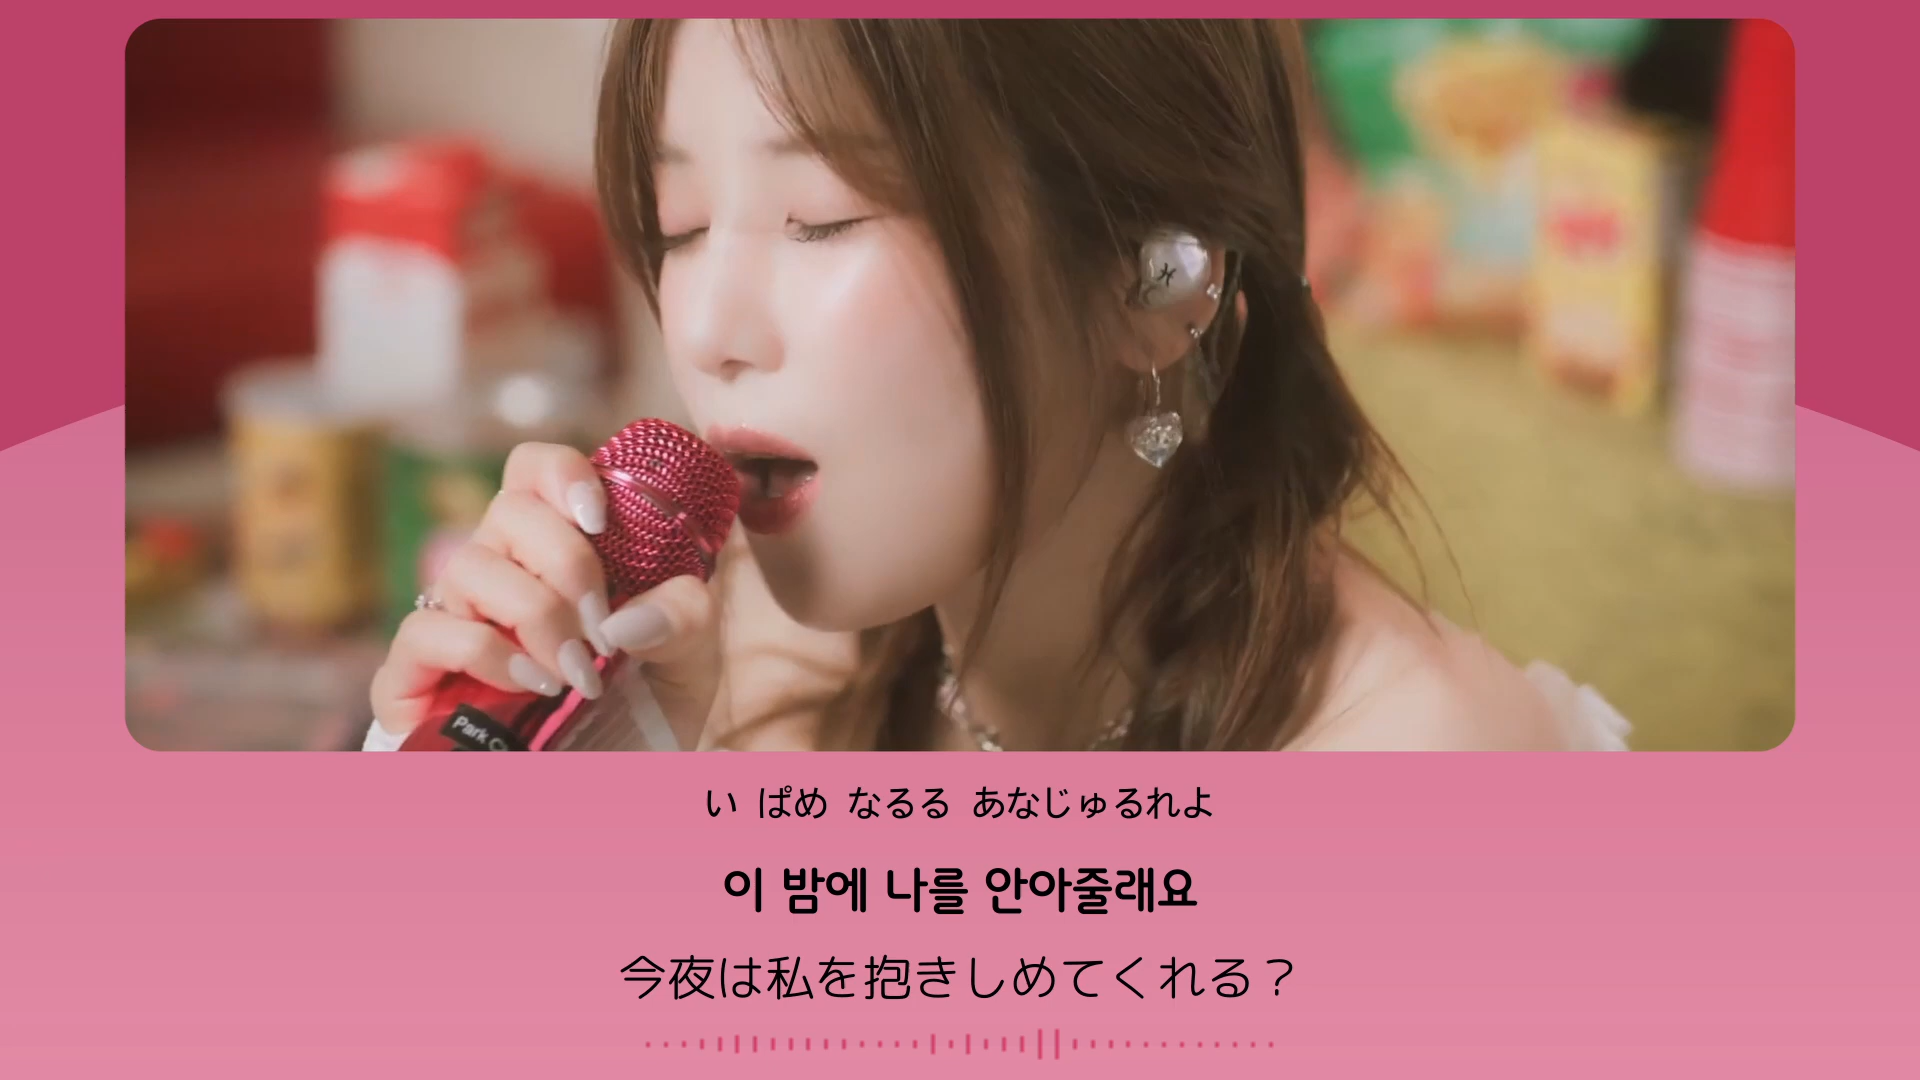 Park C
い ぱめ なるる あなじゅるれよ
이 밤에 나를 안아줄래요
今夜は私を抱きしめてくれる？